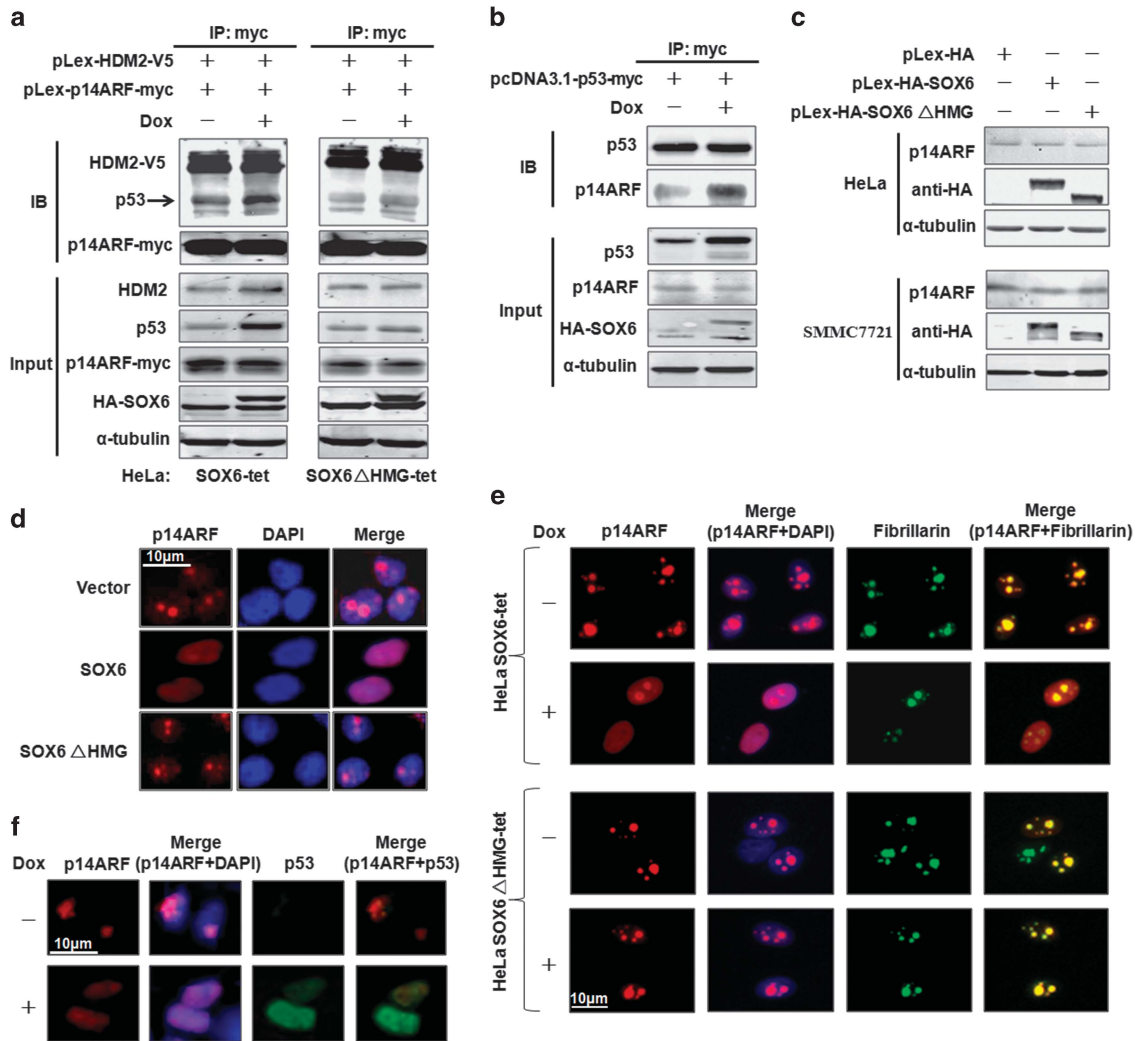 a
IP: myc IP: myc
pLex-HDM2-V5 + + + +
pLex-p14ARF-myc + + + +
Dox − + − +
IB
HDM2-V5
p53
p14ARF-myc
Input
HDM2
p53
p14ARF-myc
HA-SOX6
α-tubulin
HeLa: SOX6-tet SOX6△HMG-tet
b
IP: myc
pcDNA3.1-p53-myc + +
Dox − +
IB
p53
p14ARF
Input
p53
p14ARF
HA-SOX6
α-tubulin
c
pLex-HA + − −
pLex-HA-SOX6 − + −
pLex-HA-SOX6 △HMG − − +
HeLa
p14ARF
anti-HA
α-tubulin
SMMC7721
p14ARF
anti-HA
α-tubulin
d
p14ARF DAPI Merge
10μm
Vector
SOX6
SOX6 △HMG
e
Dox p14ARF Merge (p14ARF+DAPI) Fibrillarin Merge (p14ARF+Fibrillarin)
HeLa SOX6-tet
−
+
HeLa SOX6 △HMG-tet
−
+
10μm
f
Dox p14ARF Merge (p14ARF+DAPI) p53 Merge (p14ARF+p53)
−
10μm
+